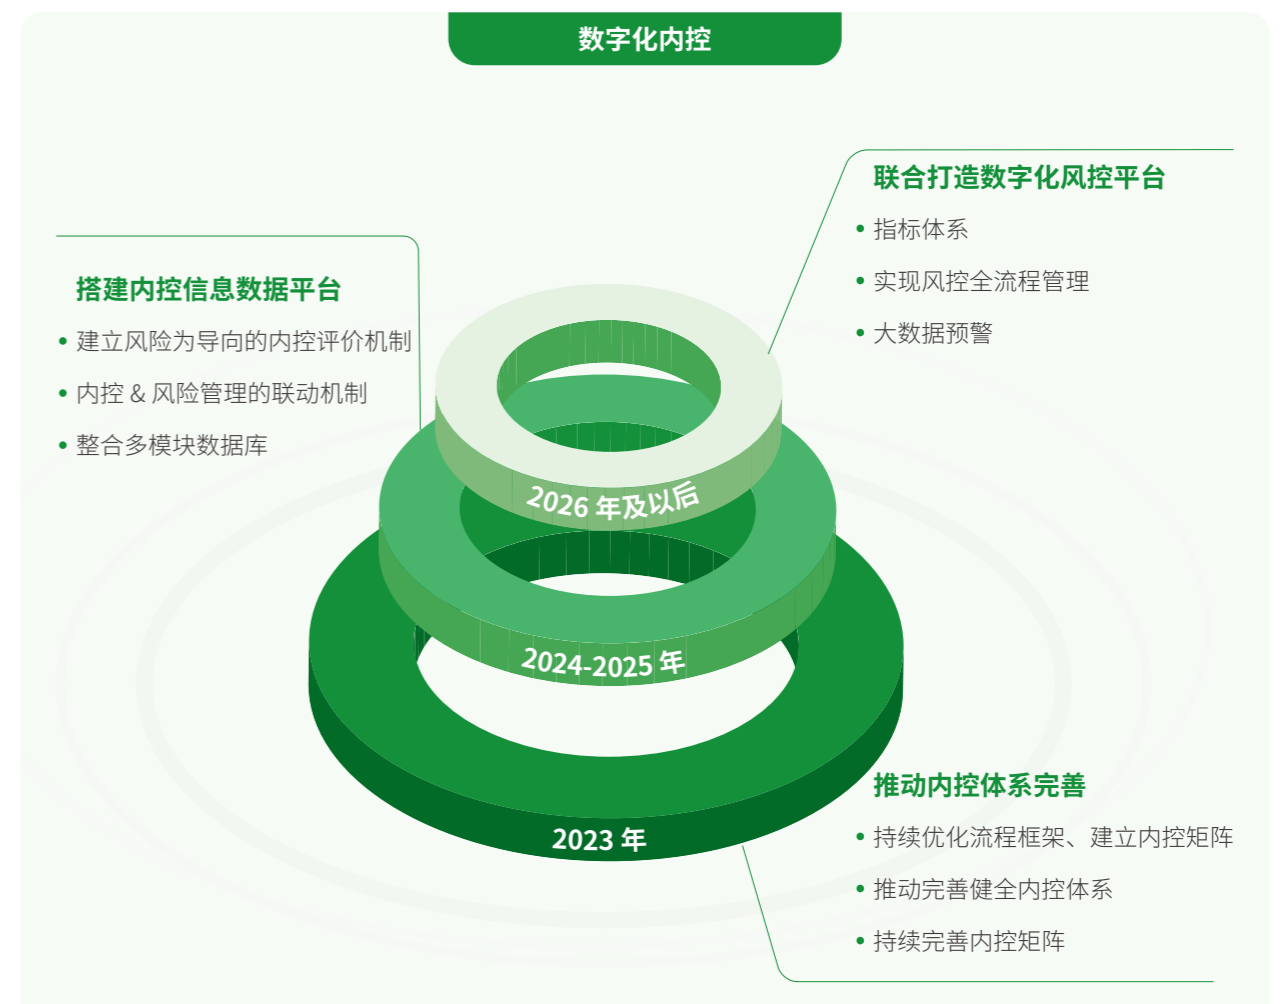 数字化内控
联合打造数字化风控平台
指标体系
实现风控全流程管理
大数据预警
搭建内控信息数据平台
建立风险为导向的内控评价机制
内控 & 风险管理的联动机制
整合多模块数据库
2026 年及以后
2024-2025 年
2023 年
推动内控体系完善
持续优化流程框架、建立内控矩阵
推动完善健全内控体系
持续完善内控矩阵